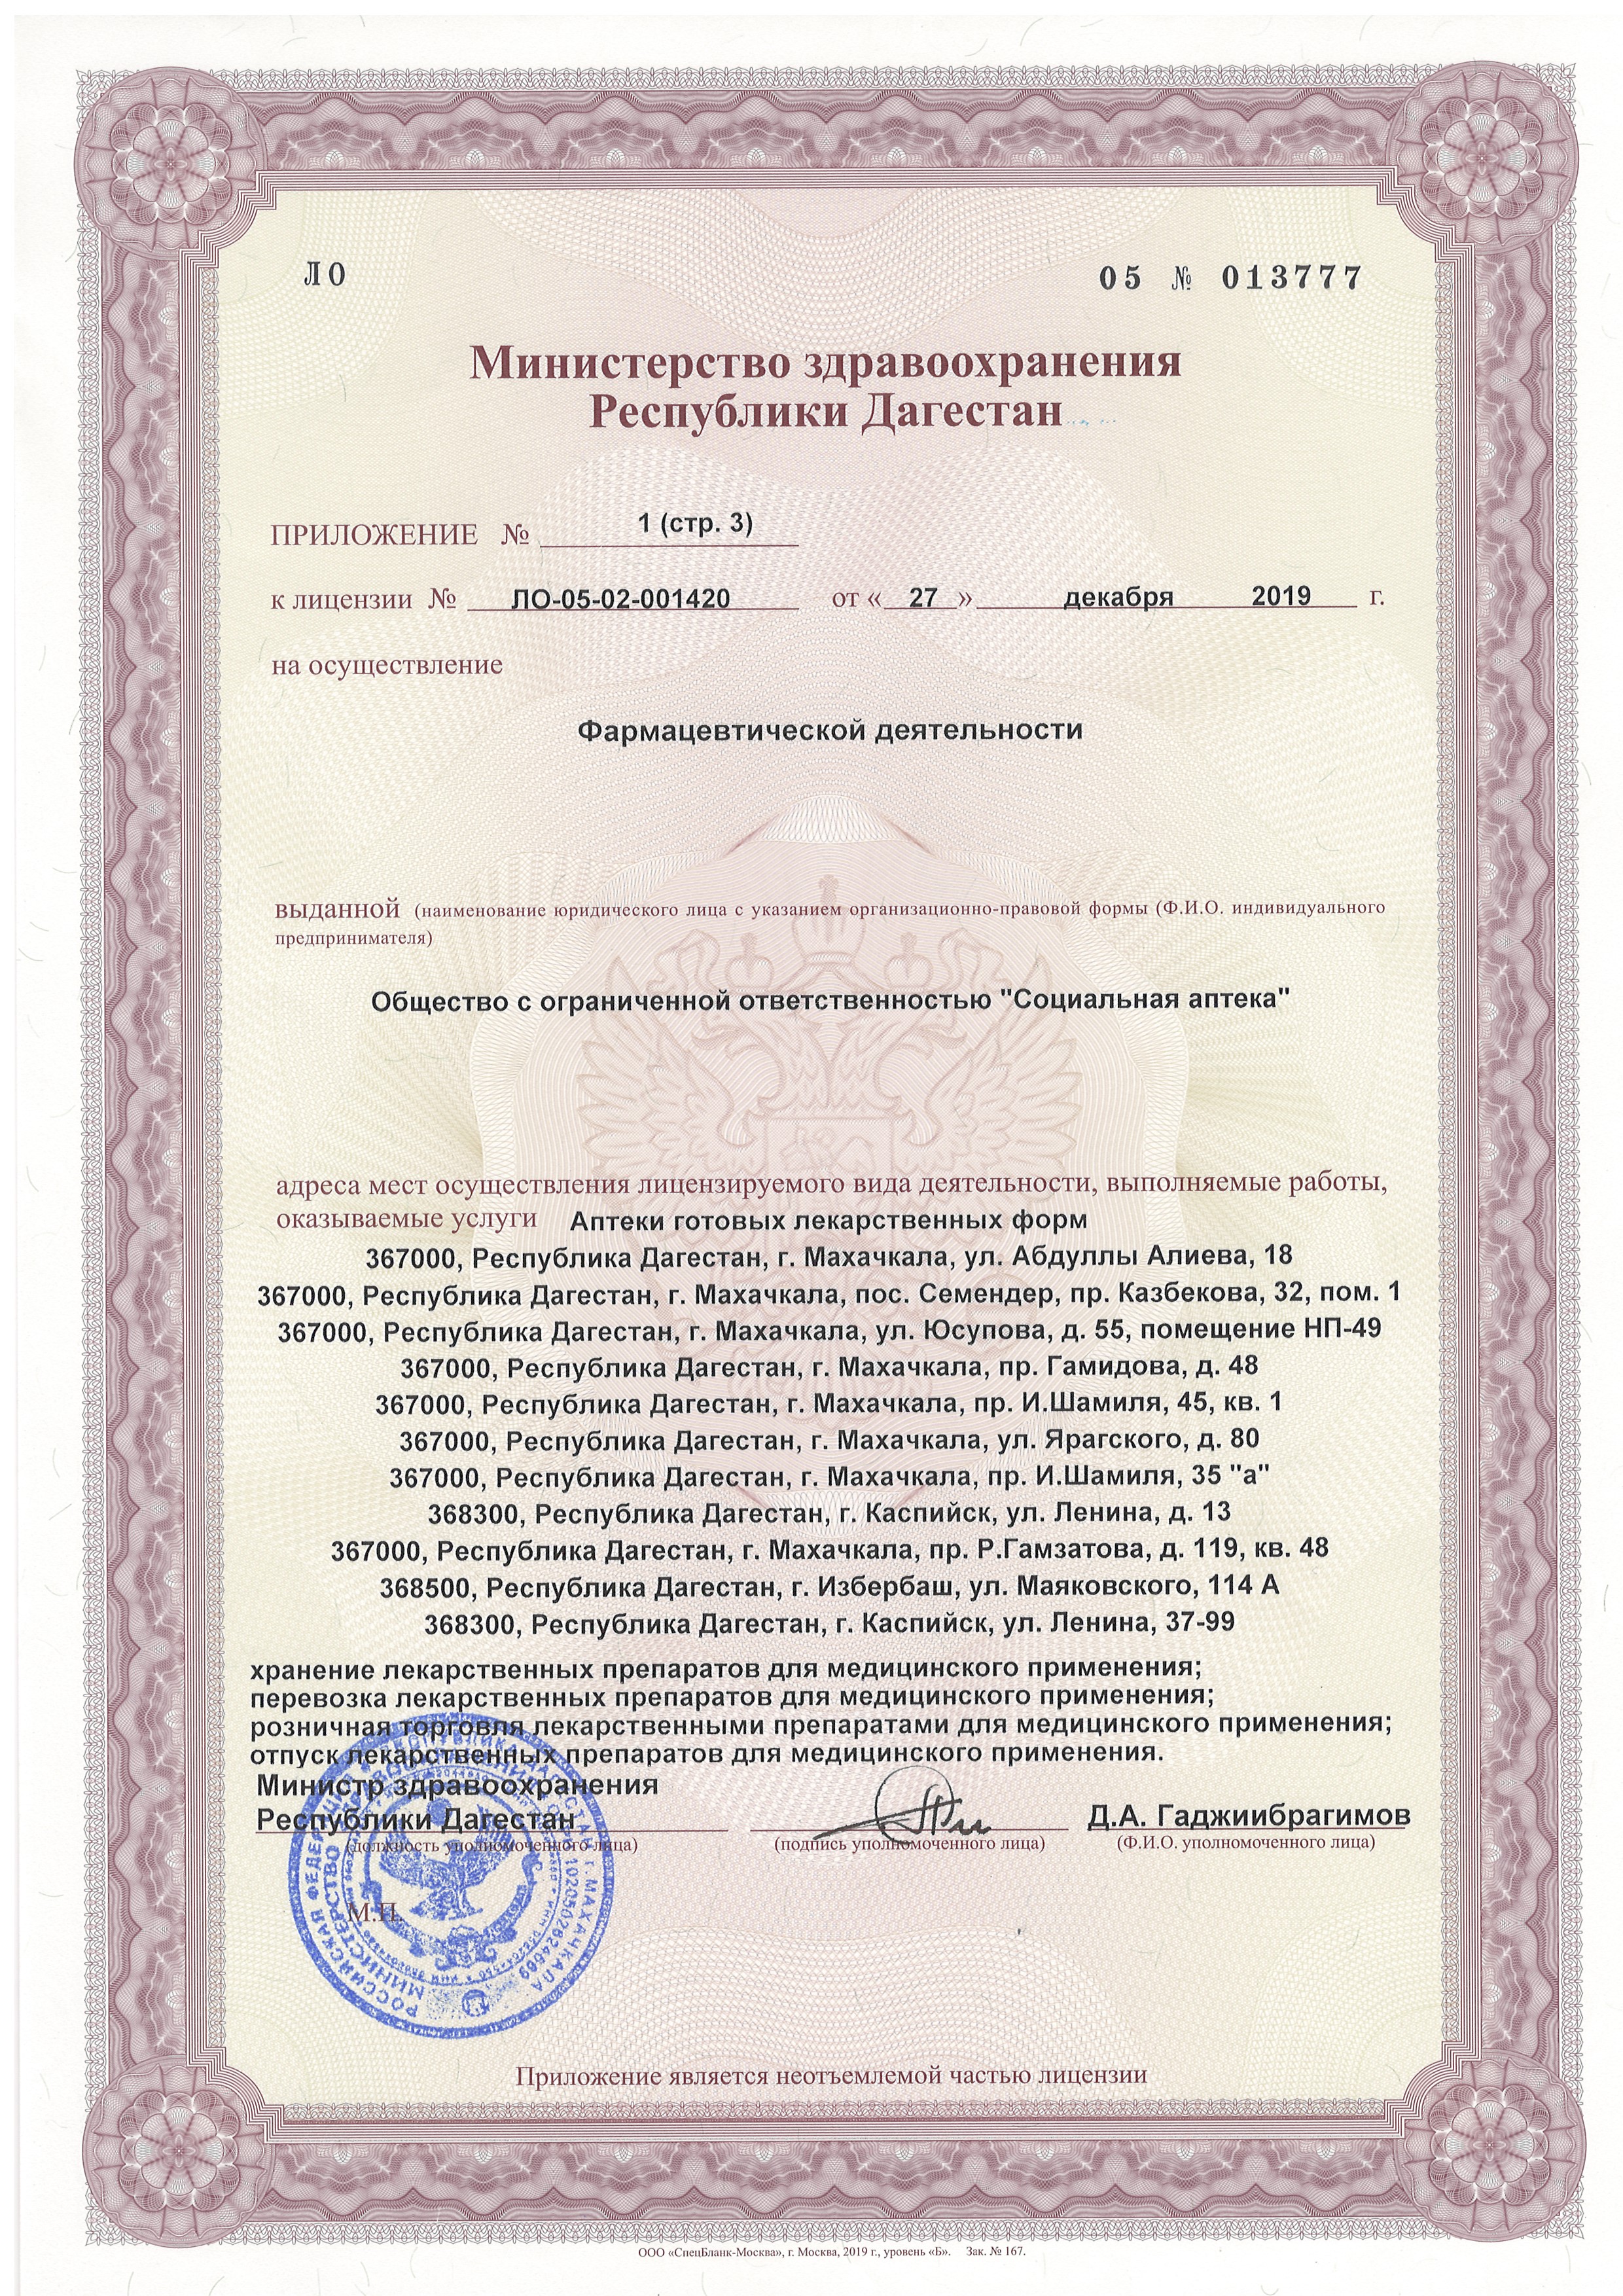 ЛО
05 № 013777
Министерство здравоохранения
Республики Дагестан
ПРИЛОЖЕНИЕ № 1 (стр. 3)
к лицензии № ЛО-05-02-001420 от « 27 » декабря 2019 г.
на осуществление
Фармацевтической деятельности
выданной (наименование юридического лица с указанием организационно-правовой формы (Ф.И.О. индивидуального
предпринимателя)
Общество с ограниченной ответственностью "Социальная аптека"
адреса мест осуществления лицензируемого вида деятельности, выполняемые работы,
оказываемые услуги Аптеки готовых лекарственных форм
367000, Республика Дагестан, г. Махачкала, ул. Абдуллы Алиева, 18
367000, Республика Дагестан, г. Махачкала, пос. Семендер, пр. Казбекова, 32, пом. 1
367000, Республика Дагестан, г. Махачкала, ул. Юсупова, д. 55, помещение НП-49
367000, Республика Дагестан, г. Махачкала, пр. Гамидова, д. 48
367000, Республика Дагестан, г. Махачкала, пр. И.Шамиля, 45, кв. 1
367000, Республика Дагестан, г. Махачкала, ул. Ярагского, д. 80
367000, Республика Дагестан, г. Махачкала, пр. И.Шамиля, 35 "а"
368300, Республика Дагестан, г. Каспийск, ул. Ленина, д. 13
367000, Республика Дагестан, г. Махачкала, пр. Р.Гамзатова, д. 119, кв. 48
368500, Республика Дагестан, г. Избербаш, ул. Маяковского, 114 А
368300, Республика Дагестан, г. Каспийск, ул. Ленина, 37-99
хранение лекарственных препаратов для медицинского применения;
перевозка лекарственных препаратов для медицинского применения;
розничная торговля лекарственными препаратами для медицинского применения;
отпуск лекарственных препаратов для медицинского применения.
Министр здравоохранения
Республики Дагестан
Д.А. Гаджиибрагимов
(должность уполномоченного лица)
(подпись уполномоченного лица)
(Ф.И.О. уполномоченного лица)
М.П.
РОССИЙСКАЯ ФЕДЕРАЦИЯ РЕСПУБЛИКА ДАГЕСТАН г. МАХАЧКАЛА
МИНИСТЕРСТВО ЗДРАВООХРАНЕНИЯ
1020502624669
Приложение является неотъемлемой частью лицензии
ООО «СпецБланк-Москва», г. Москва, 2019 г., уровень «Б». Зак. № 167.